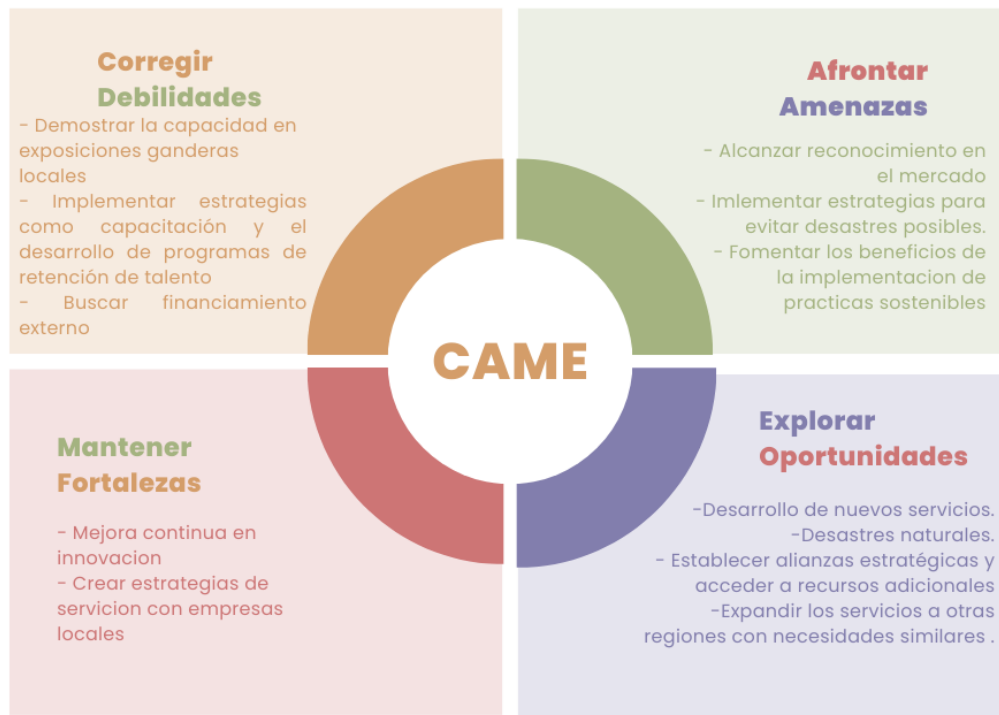 Corregir
Debilidades
- Demostrar la capacidad en
exposiciones ganderas
locales
- Implementar estrategias
como capacitación y el
desarrollo de programas de
retención de talento
- Buscar financiamiento
externo
Afrontar
Amenazas
- Alcanzar reconocimiento en
el mercado
- Imlementar estrategias para
evitar desastres posibles.
- Fomentar los beneficios de
la implementacion de
practicas sostenibles
CAME
Mantener
Fortalezas
- Mejora continua en
innovacion
- Crear estrategias de
servicion con empresas
locales
Explorar
Oportunidades
-Desarrollo de nuevos servicios.
-Desastres naturales.
- Establecer alianzas estratégicas y
acceder a recursos adicionales
-Expandir los servicios a otras
regiones con necesidades similares .